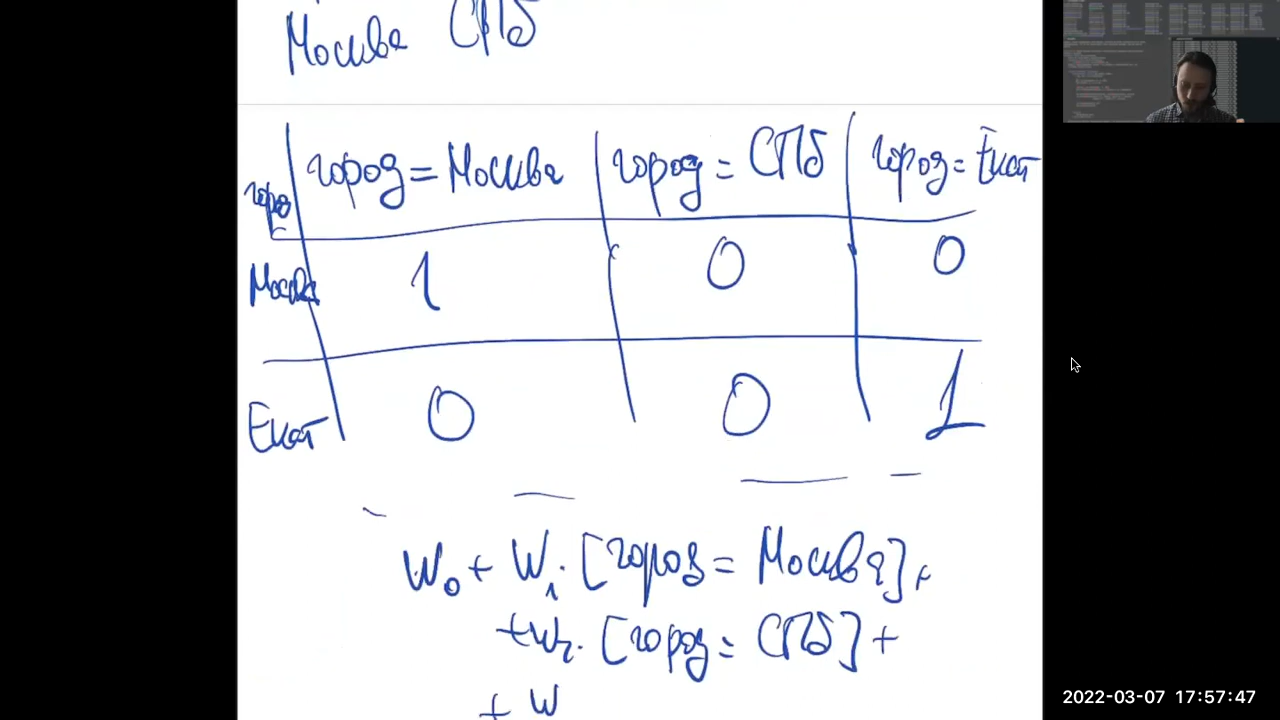 Москва СПб
город город = Москва город = СПб город = Екат
Москва 1 0 0
Екат 0 0 1
w₀ + w₁ · [город = Москва] +
+ w₂ · [город = СПб] +
+ w
2022-03-07 17:57:47